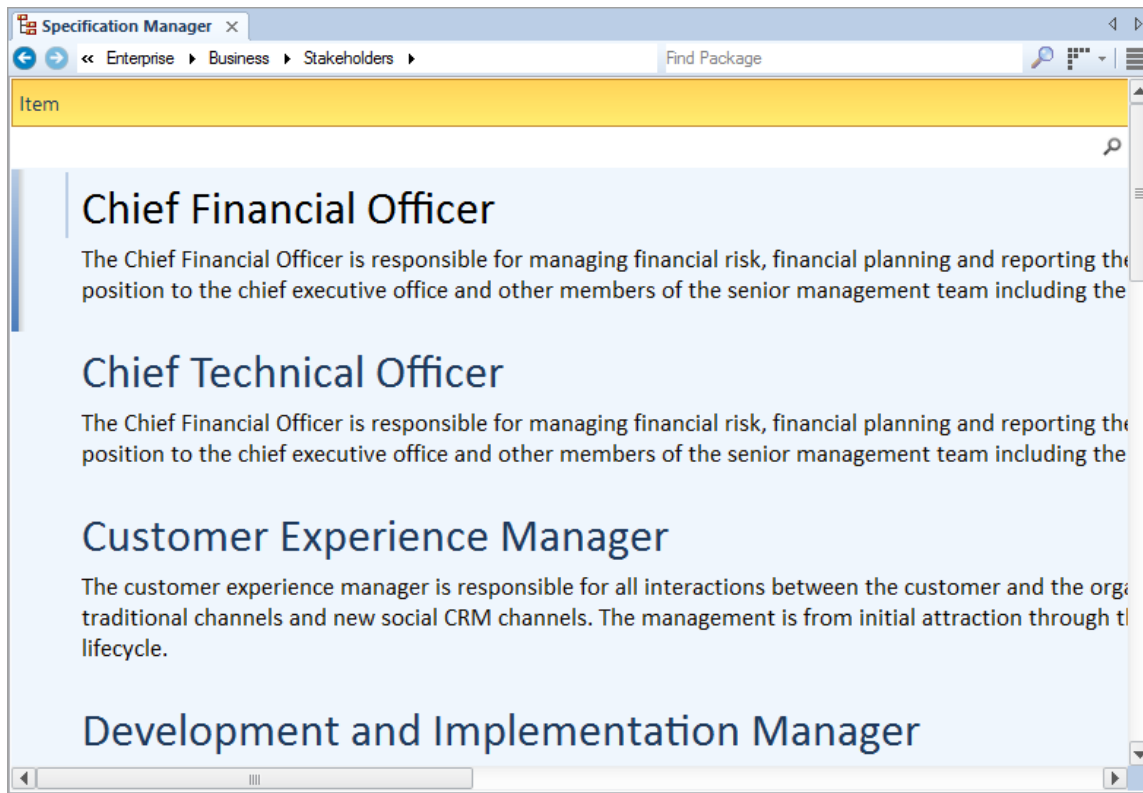 Specification Manager
« Enterprise Business Stakeholders Find Package
Item
Chief Financial Officer
The Chief Financial Officer is responsible for managing financial risk, financial planning and reporting the
position to the chief executive office and other members of the senior management team including the
Chief Technical Officer
The Chief Financial Officer is responsible for managing financial risk, financial planning and reporting the
position to the chief executive office and other members of the senior management team including the
Customer Experience Manager
The customer experience manager is responsible for all interactions between the customer and the
traditional channels and new social CRM channels. The management is from initial attraction through
lifecycle.
Development and Implementation Manager